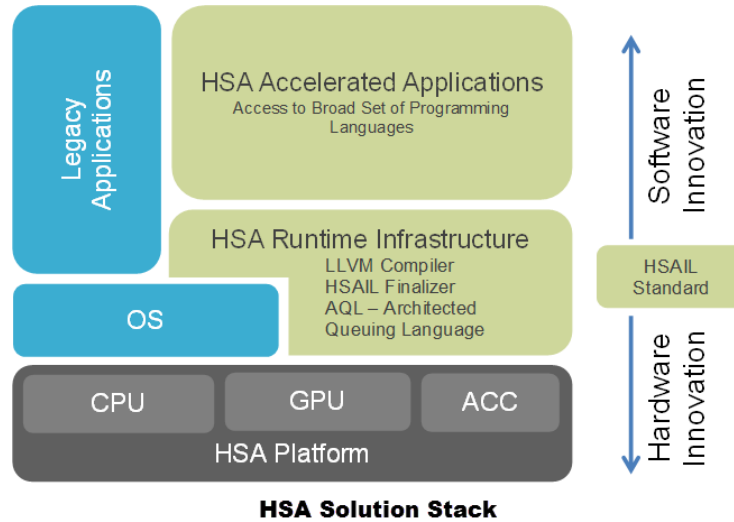 Legacy
Applications
HSA Accelerated Applications
Access to Broad Set of Programming
Languages
HSA Runtime Infrastructure
LLVM Compiler
HSAIL Finalizer
AQL – Architected
Queuing Language
OS
CPU
GPU
ACC
HSA Platform
Software
Innovation
HSAIL
Standard
Hardware
Innovation
HSA Solution Stack